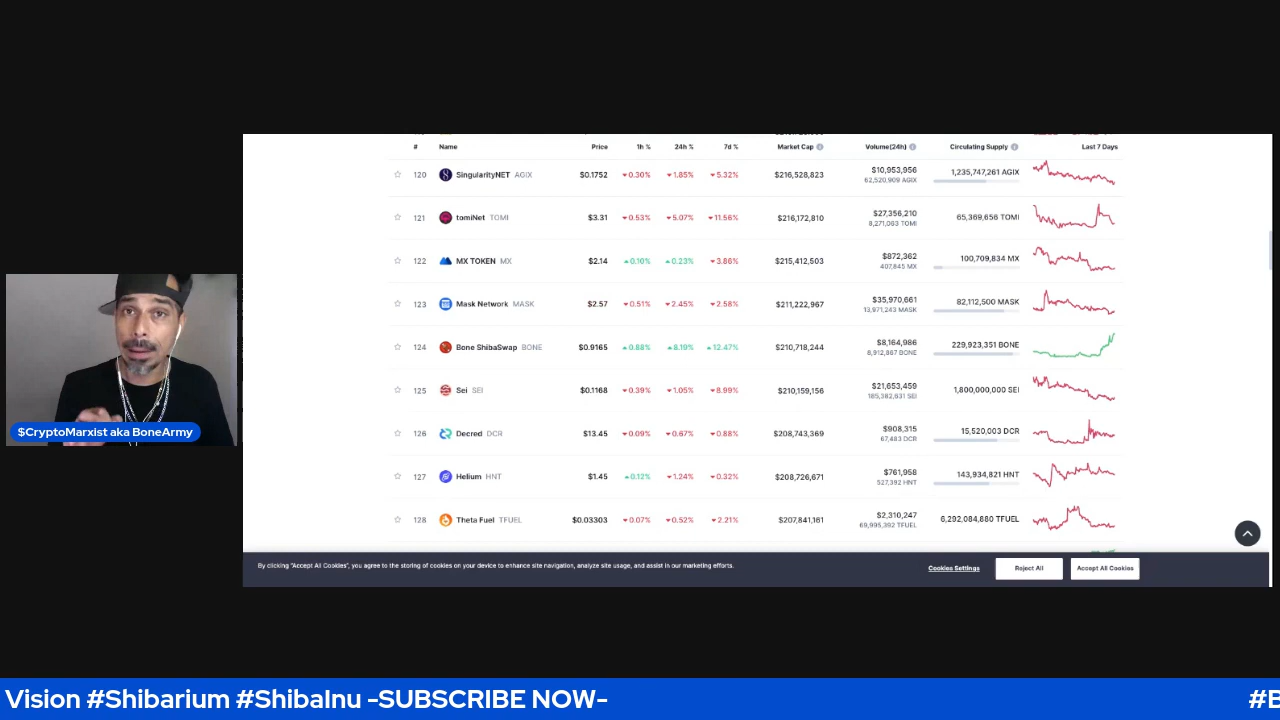 # Name Price 1h % 24h % 7d % Market Cap Volume(24h) Circulating Supply Last 7 Days
120 SingularityNET AGIX $0.1752 0.30% 1.85% 5.32% $216,528,823 $10,953,956 1,235,747,261 AGIX
62,520,909 AGIX
121 tomiNet TOMI $3.31 0.53% 5.07% 11.56% $216,172,810 $27,356,210 65,369,656 TOMI
8,271,063 TOMI
122 MX TOKEN MX $2.14 0.10% 0.23% 3.86% $215,412,503 $872,362 100,709,834 MX
407,845 MX
123 Mask Network MASK $2.57 0.51% 2.45% 2.58% $211,222,967 $35,970,661 82,112,500 MASK
13,971,243 MASK
124 Bone ShibaSwap BONE $0.9165 0.88% 8.19% 12.47% $210,718,244 $8,164,986 229,923,351 BONE
8,912,867 BONE
125 Sei SEI $0.1168 0.39% 1.05% 8.99% $210,159,156 $21,653,459 1,800,000,000 SEI
185,382,631 SEI
126 Decred DCR $13.45 0.09% 0.67% 0.88% $208,743,369 $908,315 15,520,003 DCR
67,483 DCR
127 Helium HNT $1.45 0.12% 1.24% 0.32% $208,726,671 $761,958 143,934,821 HNT
527,392 HNT
128 Theta Fuel TFUEL $0.03303 0.07% 0.52% 2.21% $207,841,161 $2,310,247 6,292,084,880 TFUEL
69,995,392 TFUEL
By clicking "Accept All Cookies", you agree to the storing of cookies on your device to enhance site navigation, analyze site usage, and assist in our marketing efforts.
Cookies Settings Reject All Accept All Cookies
$CryptoMarxist aka BoneArmy
Vision #Shibarium #ShibaInu -SUBSCRIBE NOW- #B